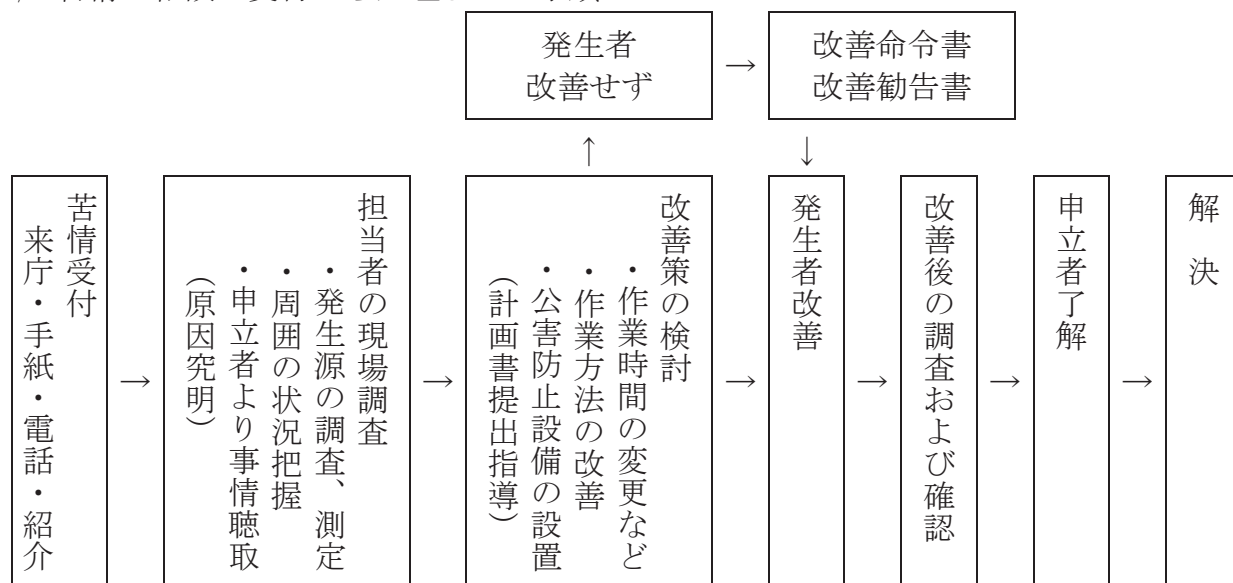 発生者
改善せず
→
改善命令書
改善勧告書
↑
↓
苦情受付
来庁・手紙・電話・紹介
→
担当者の現場調査
・発生源の調査、測定
・周囲の状況把握
・申立者より事情聴取
(原因究明)
→
改善策の検討
・作業時間の変更など
・作業方法の改善
・公害防止設備の設置
(計画書提出指導)
→
発生者改善
→
改善後の調査および確認
→
申立者了解
→
解決